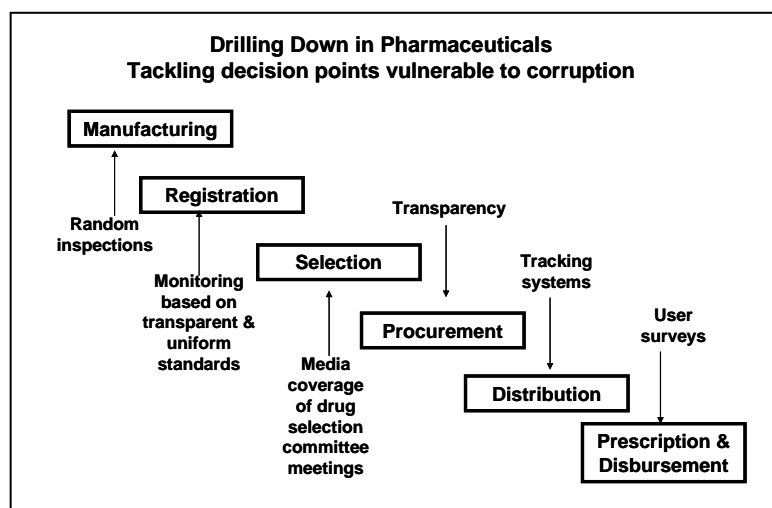 Drilling Down in Pharmaceuticals
Tackling decision points vulnerable to corruption
Manufacturing
Random
inspections
Registration
Monitoring
based on
transparent &
uniform
standards
Selection
Media
coverage
of drug
selection
committee
meetings
Transparency
Procurement
Tracking
systems
Distribution
User
surveys
Prescription &
Disbursement